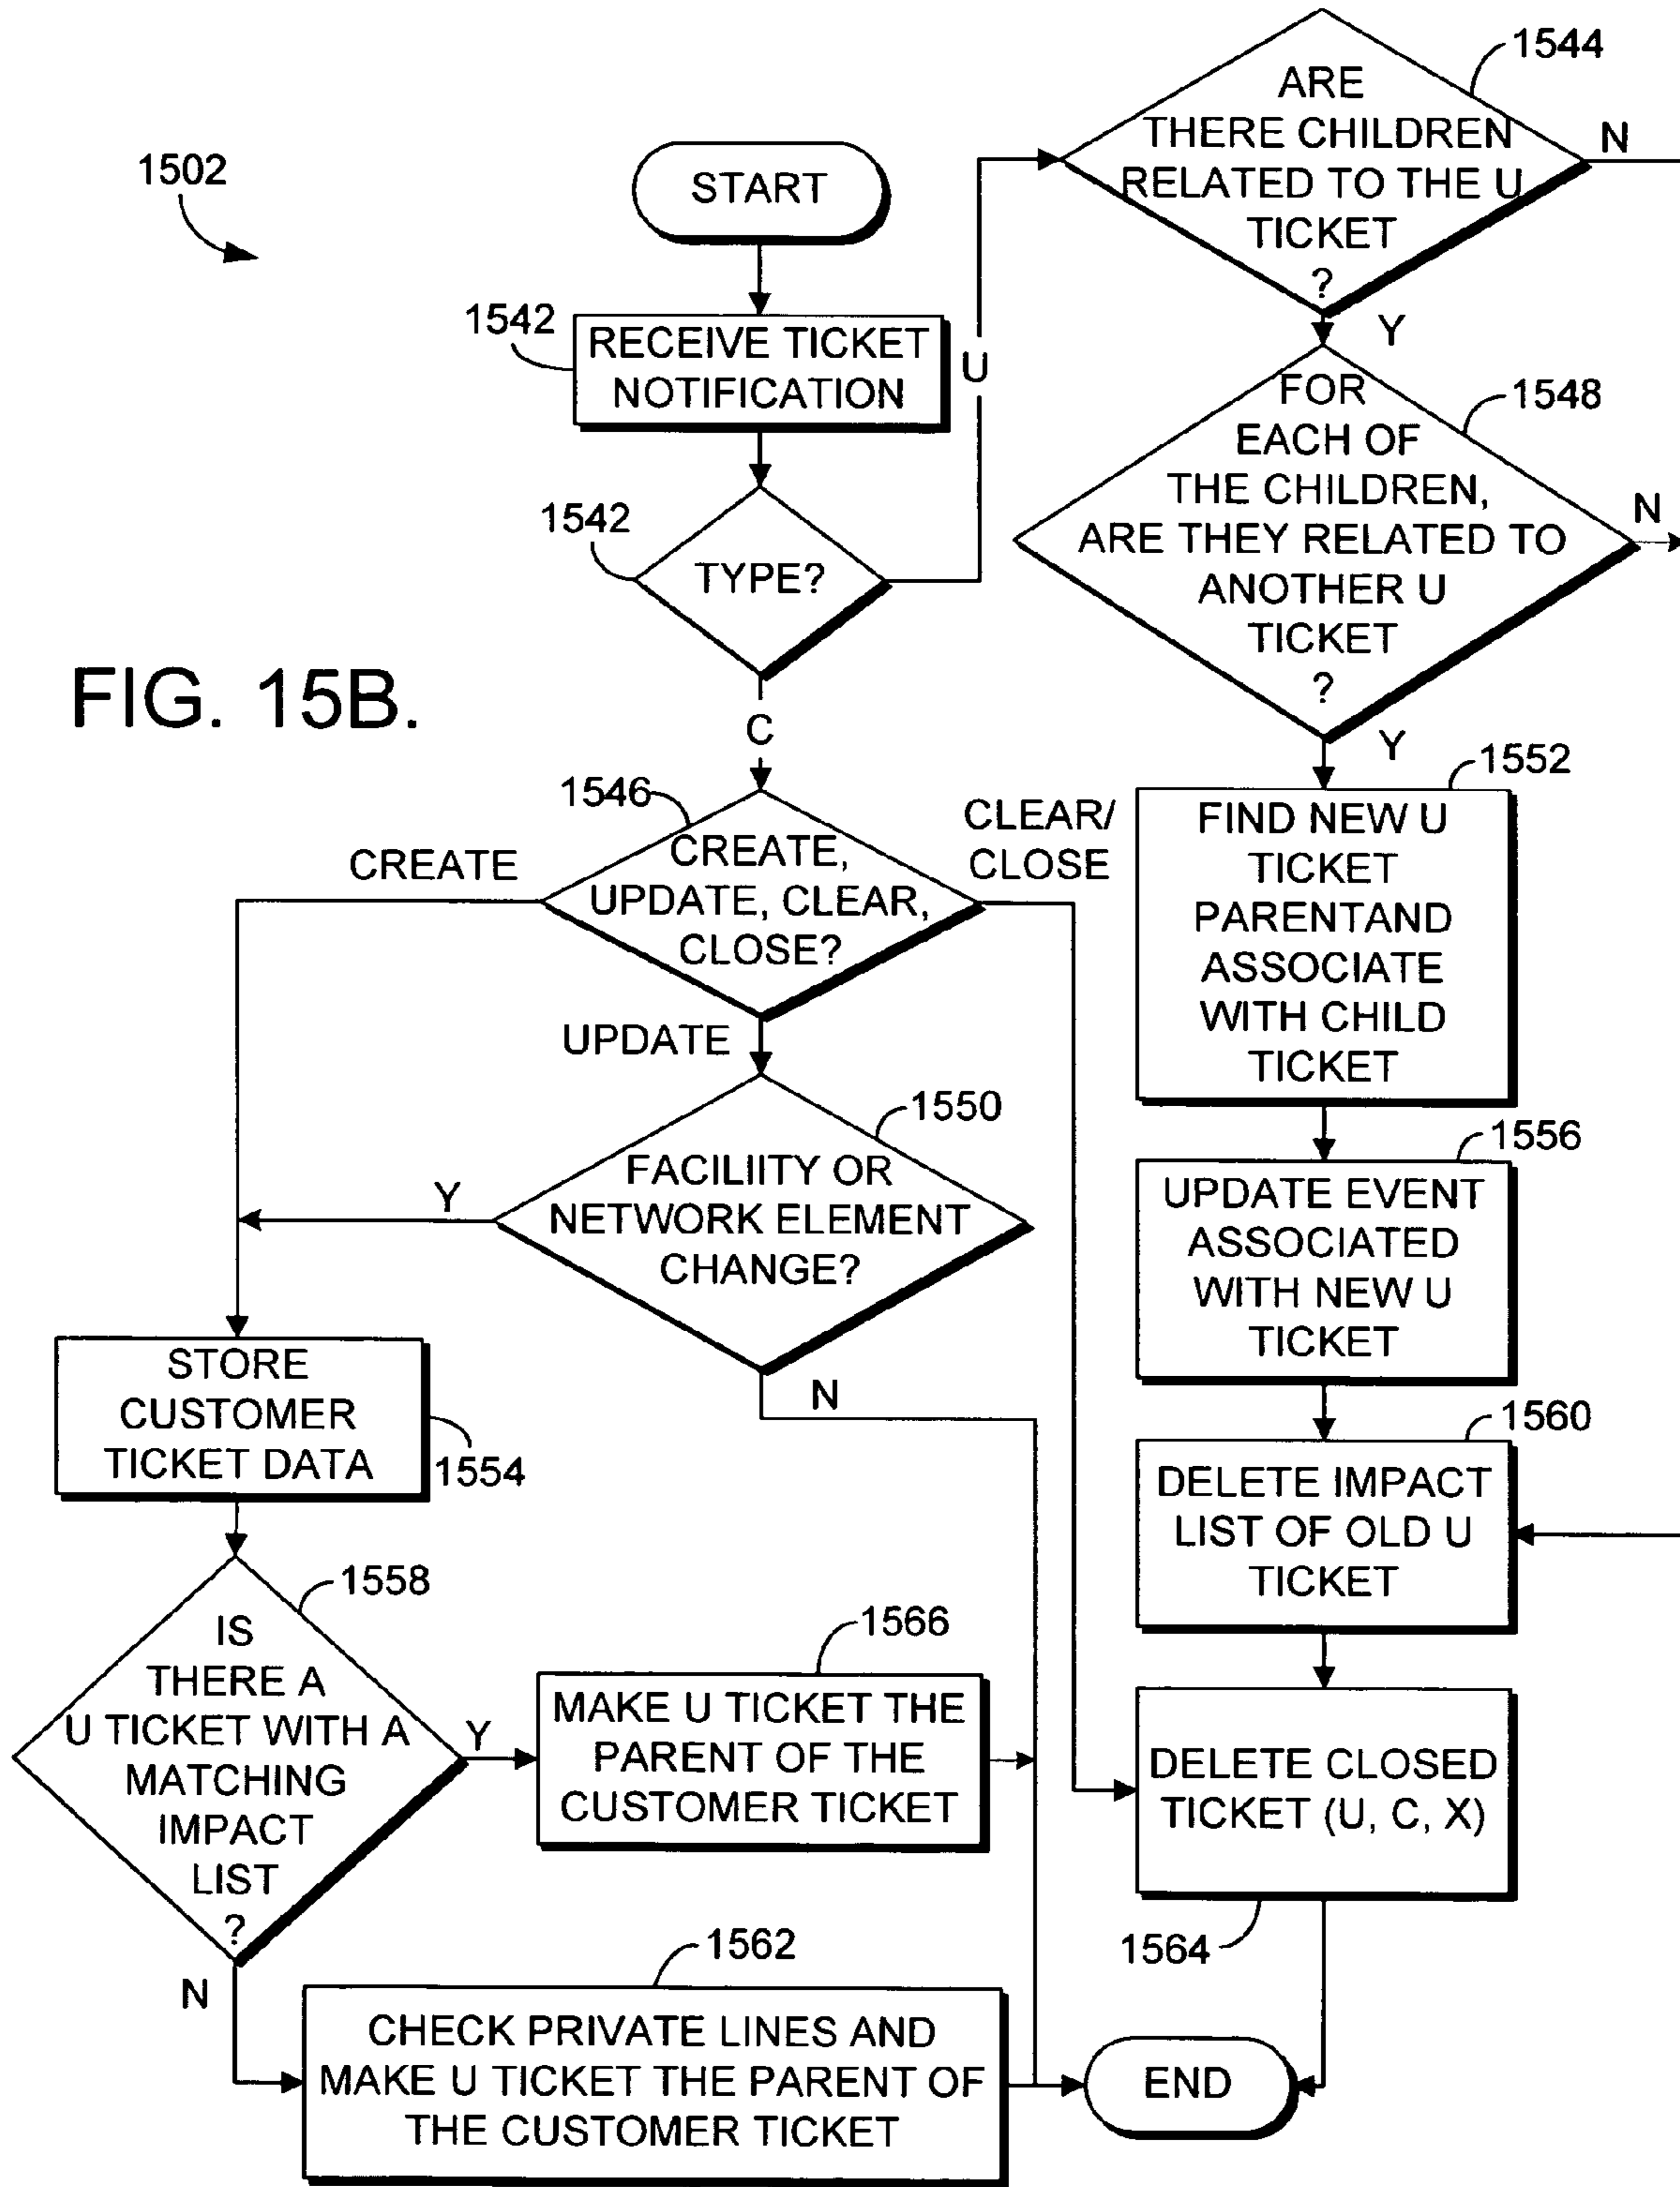 1502
START
1542
RECEIVE TICKET
NOTIFICATION
1542
TYPE?
U
C
FIG. 15B.
1544
ARE
THERE CHILDREN
RELATED TO THE U
TICKET
?
N
Y
1548
FOR
EACH OF
THE CHILDREN,
ARE THEY RELATED TO
ANOTHER U
TICKET
?
N
Y
1546
CREATE,
UPDATE, CLEAR,
CLOSE?
CREATE
CLEAR/
CLOSE
UPDATE
1550
FACILIITY OR
NETWORK ELEMENT
CHANGE?
Y
N
1552
FIND NEW U
TICKET
PARENTAND
ASSOCIATE
WITH CHILD
TICKET
1556
UPDATE EVENT
ASSOCIATED
WITH NEW U
TICKET
1560
DELETE IMPACT
LIST OF OLD U
TICKET
STORE
CUSTOMER
TICKET DATA
1554
1558
IS
THERE A
U TICKET WITH A
MATCHING
IMPACT
LIST
?
Y
N
1566
MAKE U TICKET THE
PARENT OF THE
CUSTOMER TICKET
DELETE CLOSED
TICKET (U, C, X)
1564
1562
CHECK PRIVATE LINES AND
MAKE U TICKET THE PARENT OF
THE CUSTOMER TICKET
END